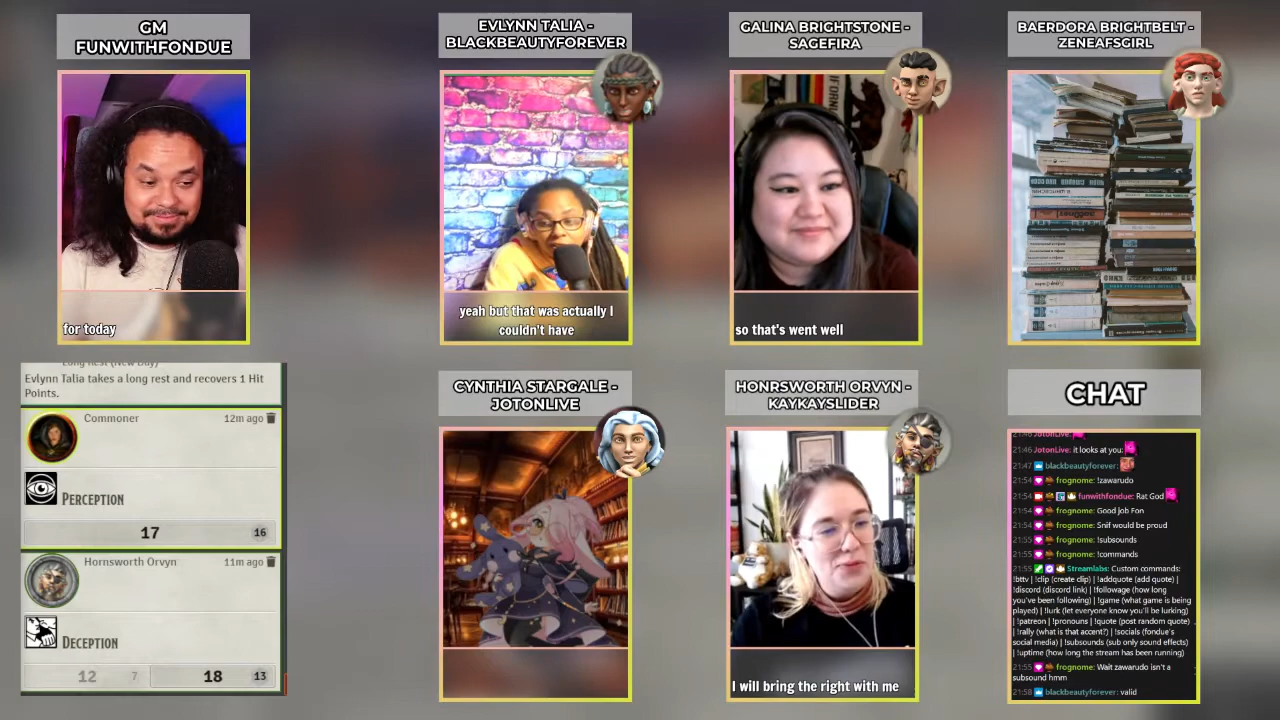 GM
FUNWITHFONDUE
for today
EVLYNN TALIA -
BLACKBEAUTYFOREVER
yeah but that was actually I
couldn't have
GALINA BRIGHTSTONE -
SAGEFIRA
so that's went well
BAERDORA BRIGHTBELT -
ZENEAFSGIRL
Long Rest (New Day)
Evlynn Talia takes a long rest and recovers 1 Hit
Points.
Commoner 12m ago
PERCEPTION
17 16
Hornsworth Orvyn 11m ago
DECEPTION
12 7 18 13
CYNTHIA STARGALE -
JOTONLIVE
HONRSWORTH ORVYN -
KAYKAYSLIDER
I will bring the right with me
CHAT
21:46 JotonLive:
21:46 JotonLive: it looks at you:
21:47 blackbeautyforever:
21:54 frognome: !zawarudo
21:54 funwithfondue: Rat God
21:54 frognome: Good job Fon
21:54 frognome: Snif would be proud
21:55 frognome: !subsounds
21:55 frognome: !commands
21:55 Streamlabs: Custom commands:
!bttv | !clip (create clip) | !addquote (add quote) |
!discord (discord link) | !followage (how long
you've been following) | !game (what game is being
played) | !lurk (let everyone know you'll be lurking)
| !patreon | !pronouns | !quote (post random quote)
| !rally (what is that accent?) | !socials (fondue's
social media) | !subsounds (sub only sound effects)
| !uptime (how long the stream has been running)
21:55 frognome: Wait zawarudo isn't a
subsound hmm
21:58 blackbeautyforever: valid